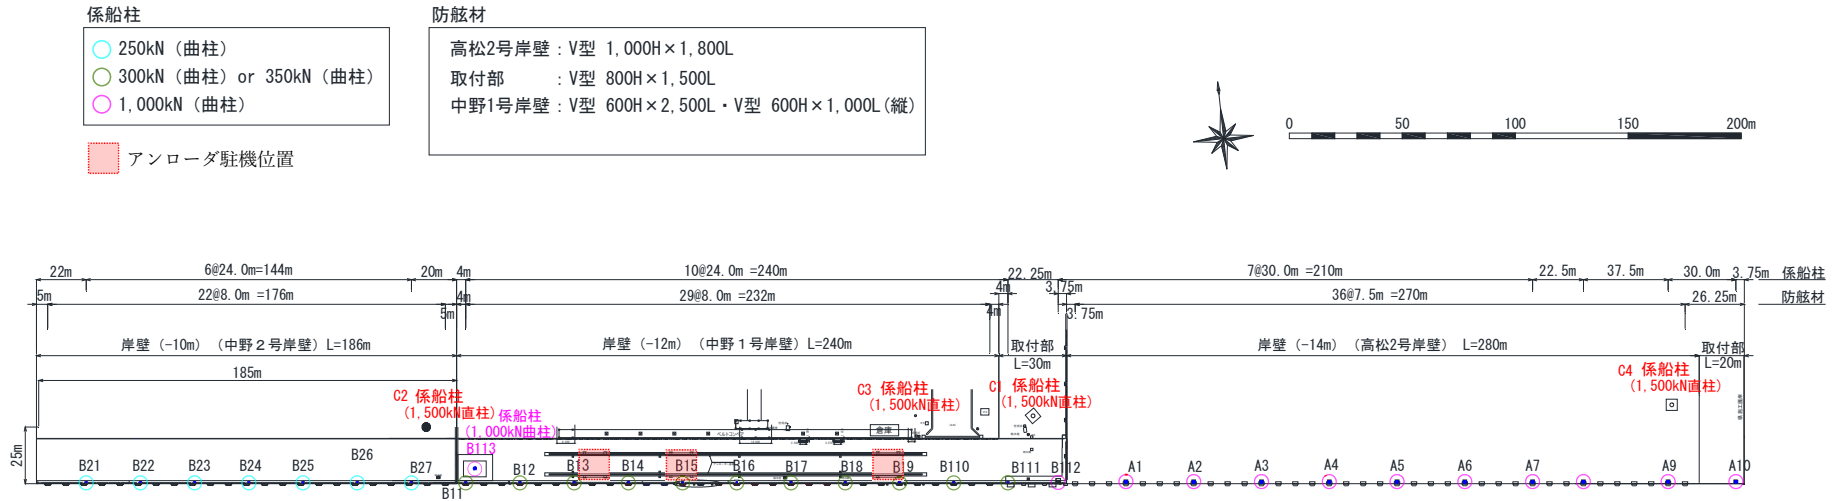 係船柱
250kN（曲柱）
300kN（曲柱）or 350kN（曲柱）
1,000kN（曲柱）
アンローダ駐機位置
防舷材
高松2号岸壁：V型 1,000H×1,800L
取付部　　　：V型 800H×1,500L
中野1号岸壁：V型 600H×2,500L・V型 600H×1,000L(縦)
0 50 100 150 200m
22m 6@24.0m=144m 20m 4m 10@24.0m =240m 22.25m 7@30.0m =210m 22.5m 37.5m 30.0m 3.75m 係船柱
5m 22@8.0m =176m 5m 4m 29@8.0m =232m 4m 4m 3.75m 3.75m 36@7.5m =270m 26.25m 防舷材
岸壁（-10m）（中野２号岸壁）L=186m
岸壁（-12m）（中野１号岸壁）L=240m
取付部
L=30m
岸壁（-14m）（高松2号岸壁） L=280m
取付部
L=20m
185m
25m
C2 係船柱
（1,500kN直柱）
係船柱
（1,000kN曲柱）
B113
C3 係船柱
（1,500kN直柱）
C1 係船柱
（1,500kN直柱）
C4 係船柱
（1,500kN直柱）
ベルトコンベア
倉庫
B21 B22 B23 B24 B25 B26 B27 B11 B12 B13 B14 B15 B16 B17 B18 B19 B110 B111 B112 A1 A2 A3 A4 A5 A6 A7 A9 A10